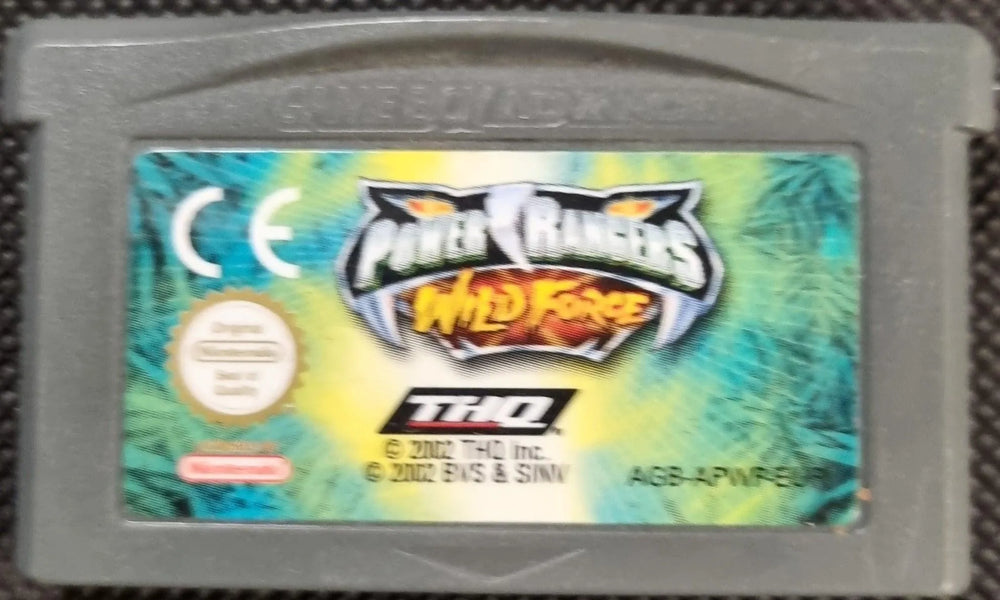 GAME BOY ADVANCE
CE
POWER RANGERS
WILD FORCE
Original
Nintendo
Seal of
Quality
THQ
© 2002 THQ Inc.
© 2002 BVS & SINV
AGB-APWP-EUR
Nintendo